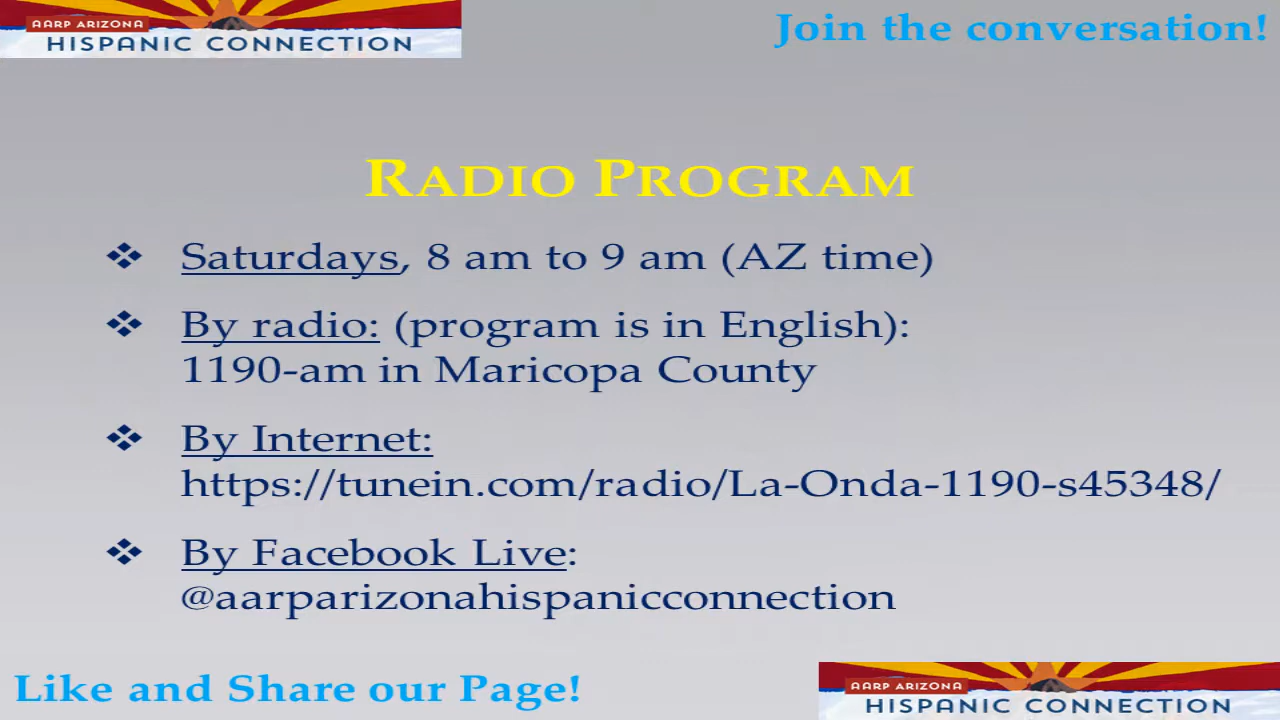 AARP ARIZONA
HISPANIC CONNECTION
Join the conversation!
RADIO PROGRAM
❖ Saturdays, 8 am to 9 am (AZ time)
❖ By radio: (program is in English):
1190-am in Maricopa County
❖ By Internet:
https://tunein.com/radio/La-Onda-1190-s45348/
❖ By Facebook Live:
@aarparizonahispanicconnection
Like and Share our Page!
AARP ARIZONA
HISPANIC CONNECTION